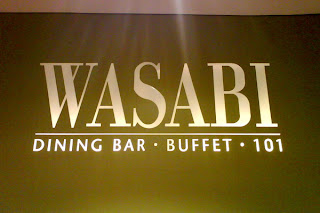 WASABI
DINING BAR · BUFFET · 101